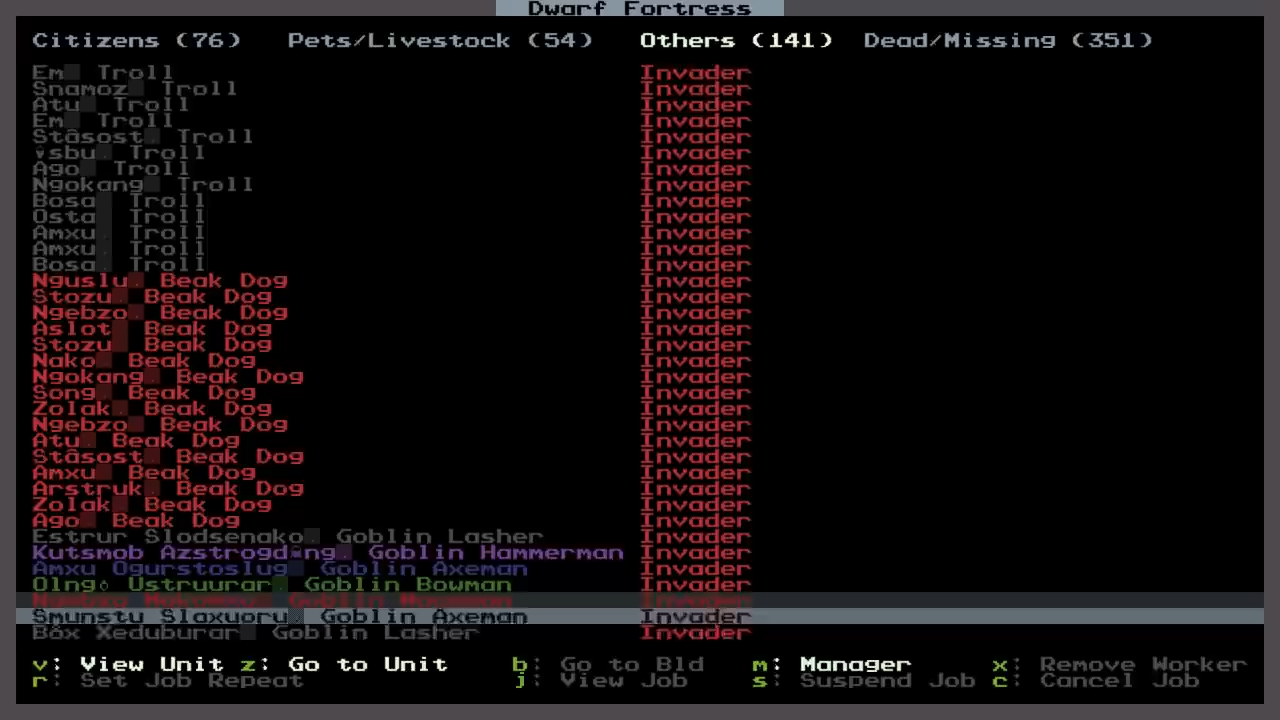 Dwarf Fortress
Citizens (76) Pets/Livestock (54) Others (141) Dead/Missing (351)
Em Troll Invader
Snamoz Troll Invader
Atu Troll Invader
Em Troll Invader
Stâsost Troll Invader
Troll Invader
Ago Troll Invader
Ngokang Troll Invader
Bosa Troll Invader
Osta Troll Invader
Amxu Troll Invader
Amxu Troll Invader
Bosa Troll Invader
Nguslu Beak Dog Invader
Stozu Beak Dog Invader
Ngebzo Beak Dog Invader
Aslot Beak Dog Invader
Stozu Beak Dog Invader
Nako Beak Dog Invader
Ngokang Beak Dog Invader
Song Beak Dog Invader
Zolak Beak Dog Invader
Ngebzo Beak Dog Invader
Atu Beak Dog Invader
Stâsost Beak Dog Invader
Amxu Beak Dog Invader
Arstruk Beak Dog Invader
Zolak Beak Dog Invader
Ago Beak Dog Invader
Estrur Slodsenako Goblin Lasher Invader
Kutsmob Goblin Hammerman Invader
Amxu Ogurstoslug Goblin Axeman Invader
Ustruurar Goblin Bowman Invader
Goblin Invader
Smunstu Slaxuoru Goblin Axeman Invader
Xeduburar Goblin Lasher Invader
v: View Unit z: Go to Unit b: Go to Bld m: Manager x: Remove Worker
r: Set Job Repeat j: View Job s: Suspend Job c: Cancel Job